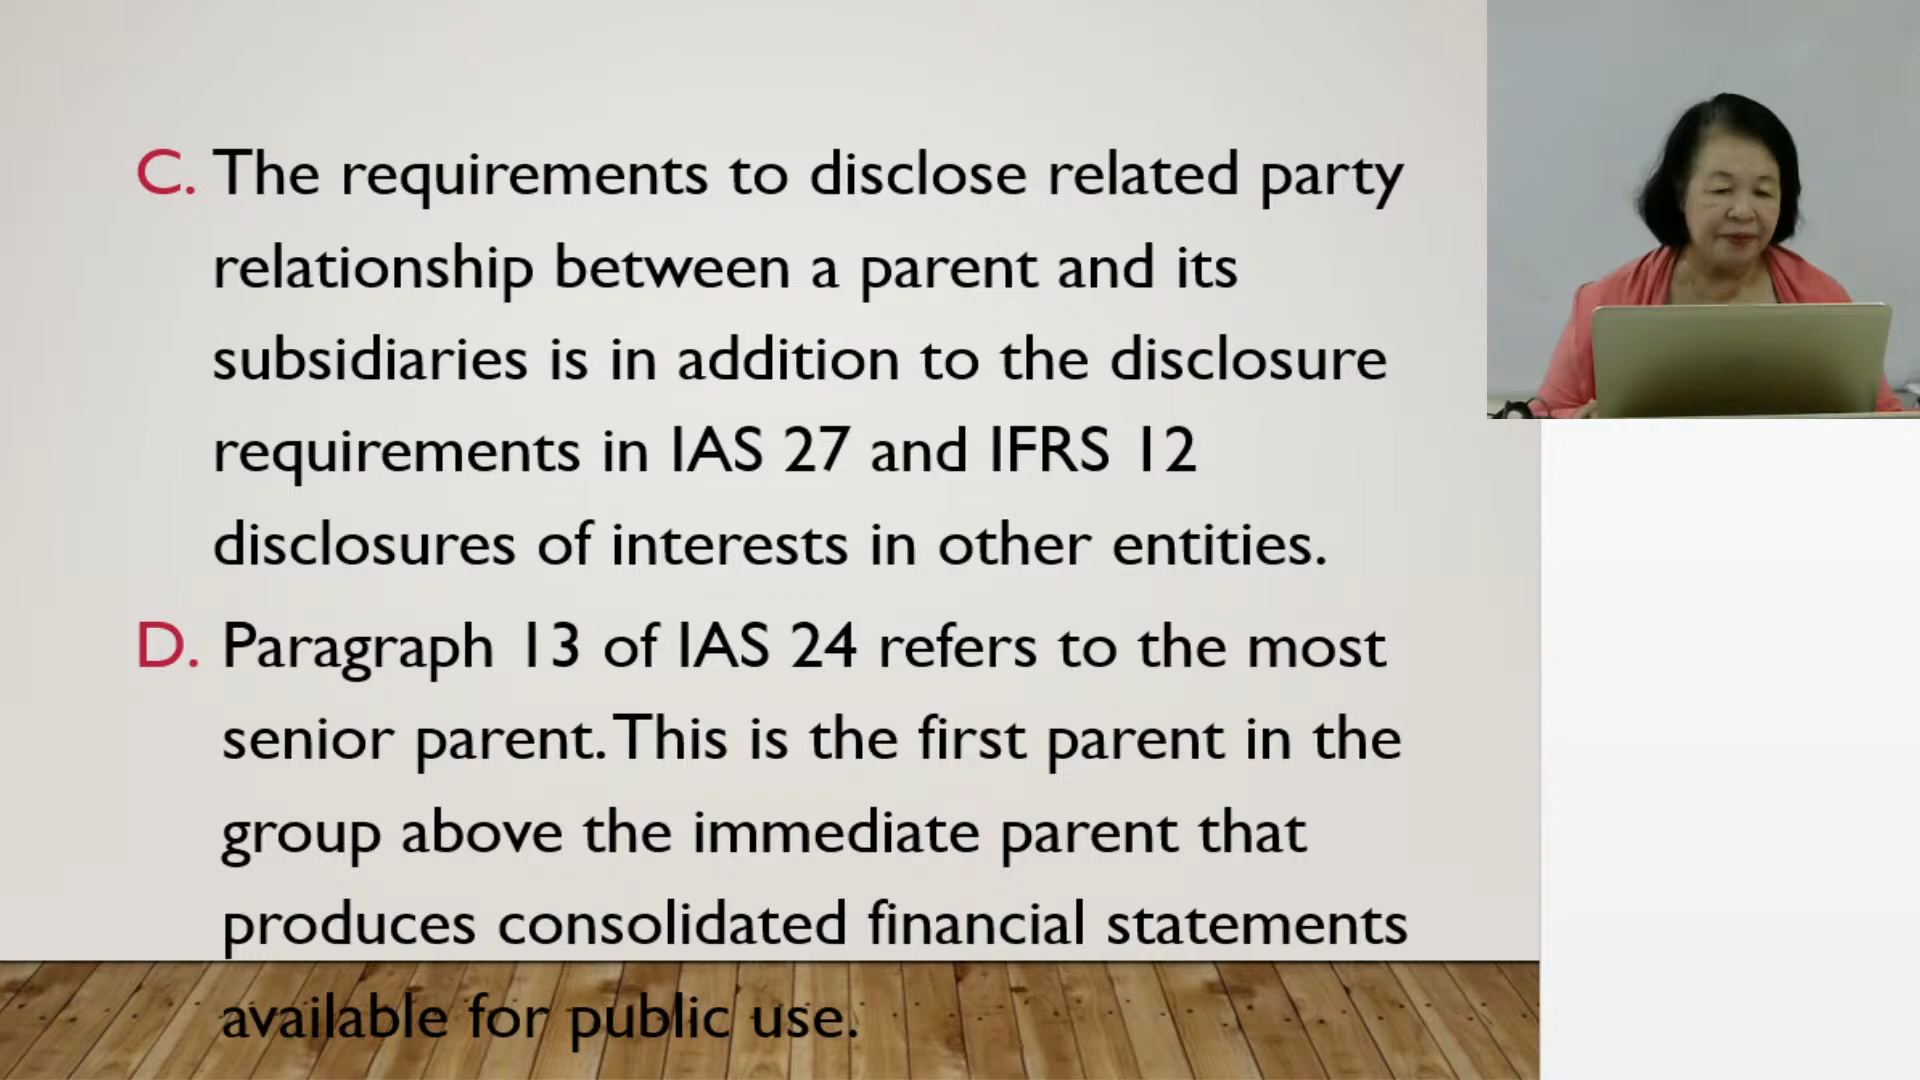 C. The requirements to disclose related party
relationship between a parent and its
subsidiaries is in addition to the disclosure
requirements in IAS 27 and IFRS 12
disclosures of interests in other entities.
D. Paragraph 13 of IAS 24 refers to the most
senior parent. This is the first parent in the
group above the immediate parent that
produces consolidated financial statements
available for public use.